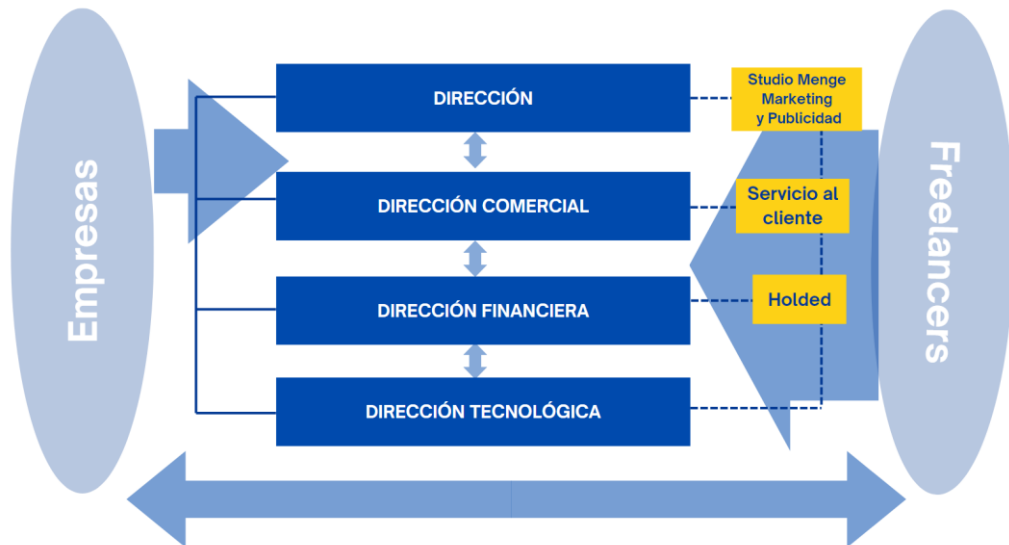 Empresas
DIRECCIÓN
Studio Menge
Marketing
y Publicidad
DIRECCIÓN COMERCIAL
Servicio al
cliente
DIRECCIÓN FINANCIERA
Holded
DIRECCIÓN TECNOLÓGICA
Freelancers